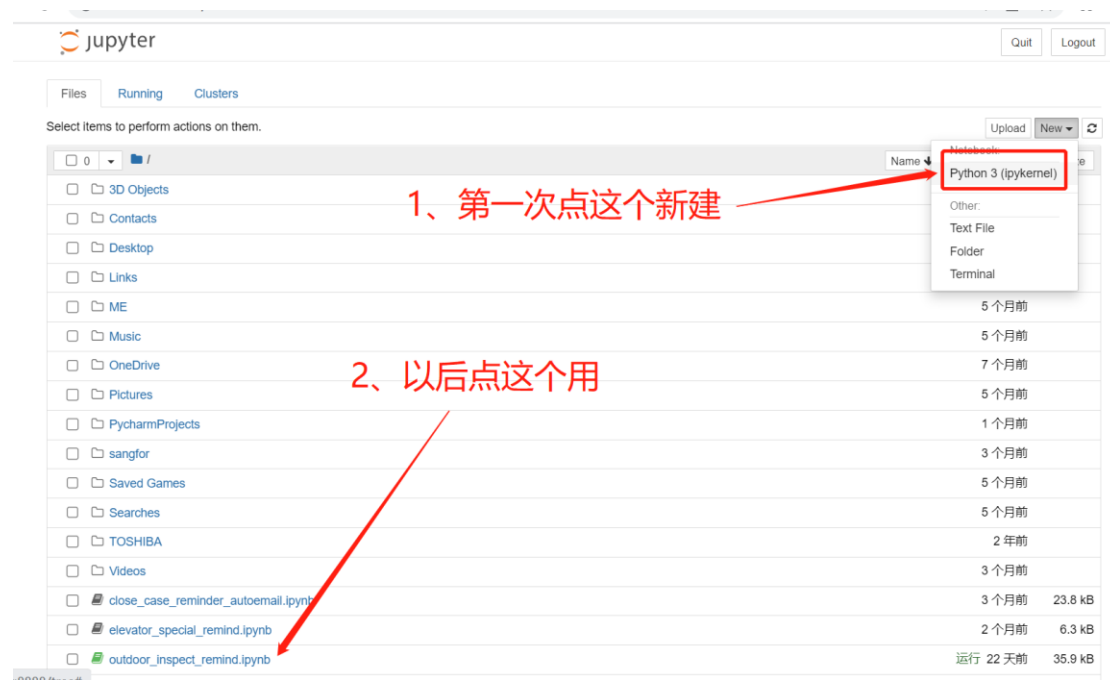 jupyter
Quit Logout
Files Running Clusters
Select items to perform actions on them.
Upload New
0 / Name
Notebook:
Python 3 (ipykernel)
Other:
Text File
Folder
Terminal
1、第一次点这个新建
3D Objects
Contacts
Desktop
Links
ME 5个月前
Music 5个月前
OneDrive 7个月前
2、以后点这个用
Pictures 5个月前
PycharmProjects 1个月前
sangfor 3个月前
Saved Games 5个月前
Searches 5个月前
TOSHIBA 2年前
Videos 3个月前
close_case_reminder_autoemail.ipynb 3个月前 23.8 kB
elevator_special_remind.ipynb 2个月前 6.3 kB
outdoor_inspect_remind.ipynb 运行 22天前 35.9 kB